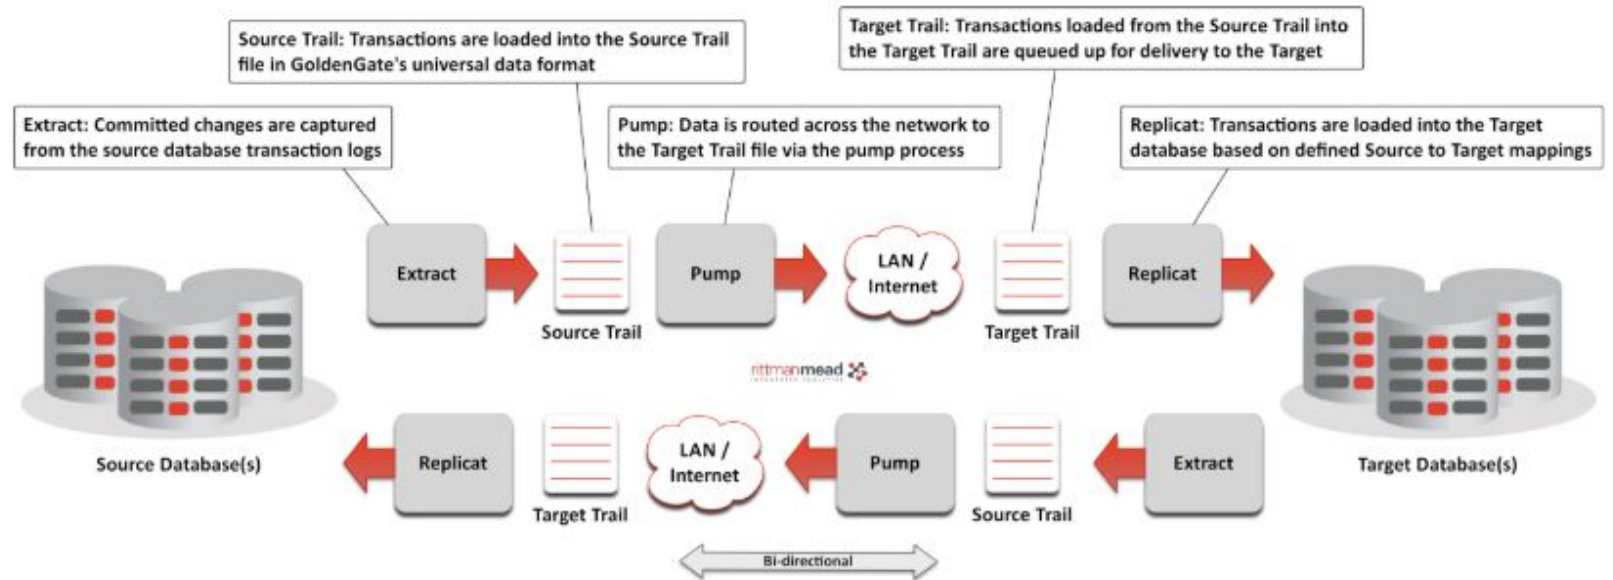 Source Trail: Transactions are loaded into the Source Trail
file in GoldenGate's universal data format
Target Trail: Transactions loaded from the Source Trail into
the Target Trail are queued up for delivery to the Target
Extract: Committed changes are captured
from the source database transaction logs
Pump: Data is routed across the network to
the Target Trail file via the pump process
Replicat: Transactions are loaded into the Target
database based on defined Source to Target mappings
Extract
Source Trail
Pump
LAN /
Internet
Target Trail
Replicat
rittmanmead
Source Database(s)
Replicat
Target Trail
LAN /
Internet
Pump
Source Trail
Extract
Target Database(s)
Bi-directional